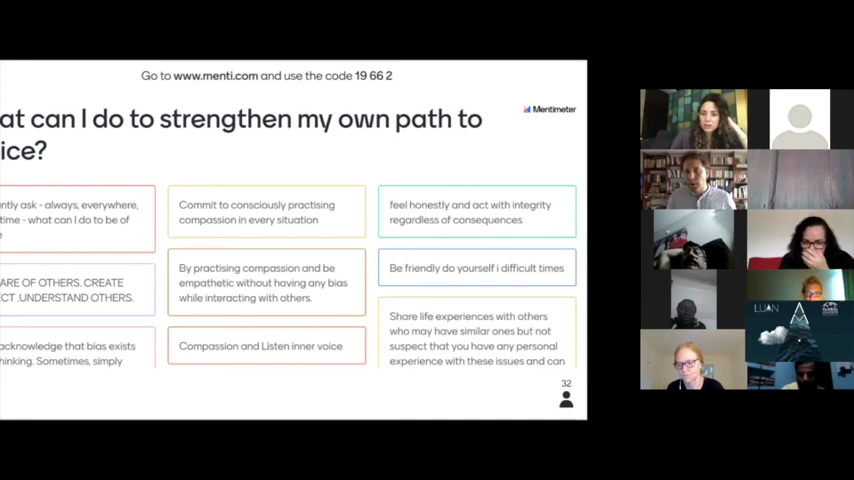 Go to www.menti.com and use the code 19 66 2
at can I do to strengthen my own path to
ice?
Mentimeter
ntly ask - always, everywhere,
time - what can I do to be of
e
ARE OF OTHERS. CREATE
ECT .UNDERSTAND OTHERS.
acknowledge that bias exists
hinking. Sometimes, simply
Commit to consciously practising
compassion in every situation
By practising compassion and be
empathetic without having any bias
while interacting with others.
Compassion and Listen inner voice
feel honestly and act with integrity
regardless of consequences
Be friendly do yourself i difficult times
Share life experiences with others
who may have similar ones but not
suspect that you have any personal
experience with these issues and can
32
LUAN